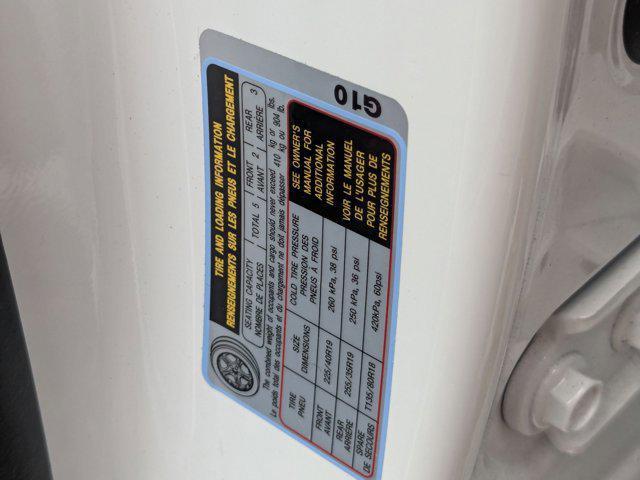 G10
TIRE AND LOADING INFORMATION
RENSEIGNEMENTS SUR LES PNEUS ET LE CHARGEMENT
SEATING CAPACITY TOTAL 5 FRONT 2 REAR 3
NOMBRE DE PLACES AVANT ARRIÈRE
The combined weight of occupants and cargo should never exceed 410 kg or 904 lbs.
Le poids total des occupants et du chargement ne doit jamais dépasser 410 kg ou 904 lb.
TIRE SIZE COLD TIRE PRESSURE
PNEU DIMENSIONS PRESSION DES
PNEUS À FROID
FRONT 225/40R19 260 kPa, 38 psi
AVANT
REAR 255/35R19 250 kPa, 36 psi
ARRIÈRE
SPARE T135/80R18 420kPa, 60psi
DE SECOURS
SEE OWNER'S
MANUAL FOR
ADDITIONAL
INFORMATION
VOIR LE MANUEL
DE L'USAGER
POUR PLUS DE
RENSEIGNEMENTS